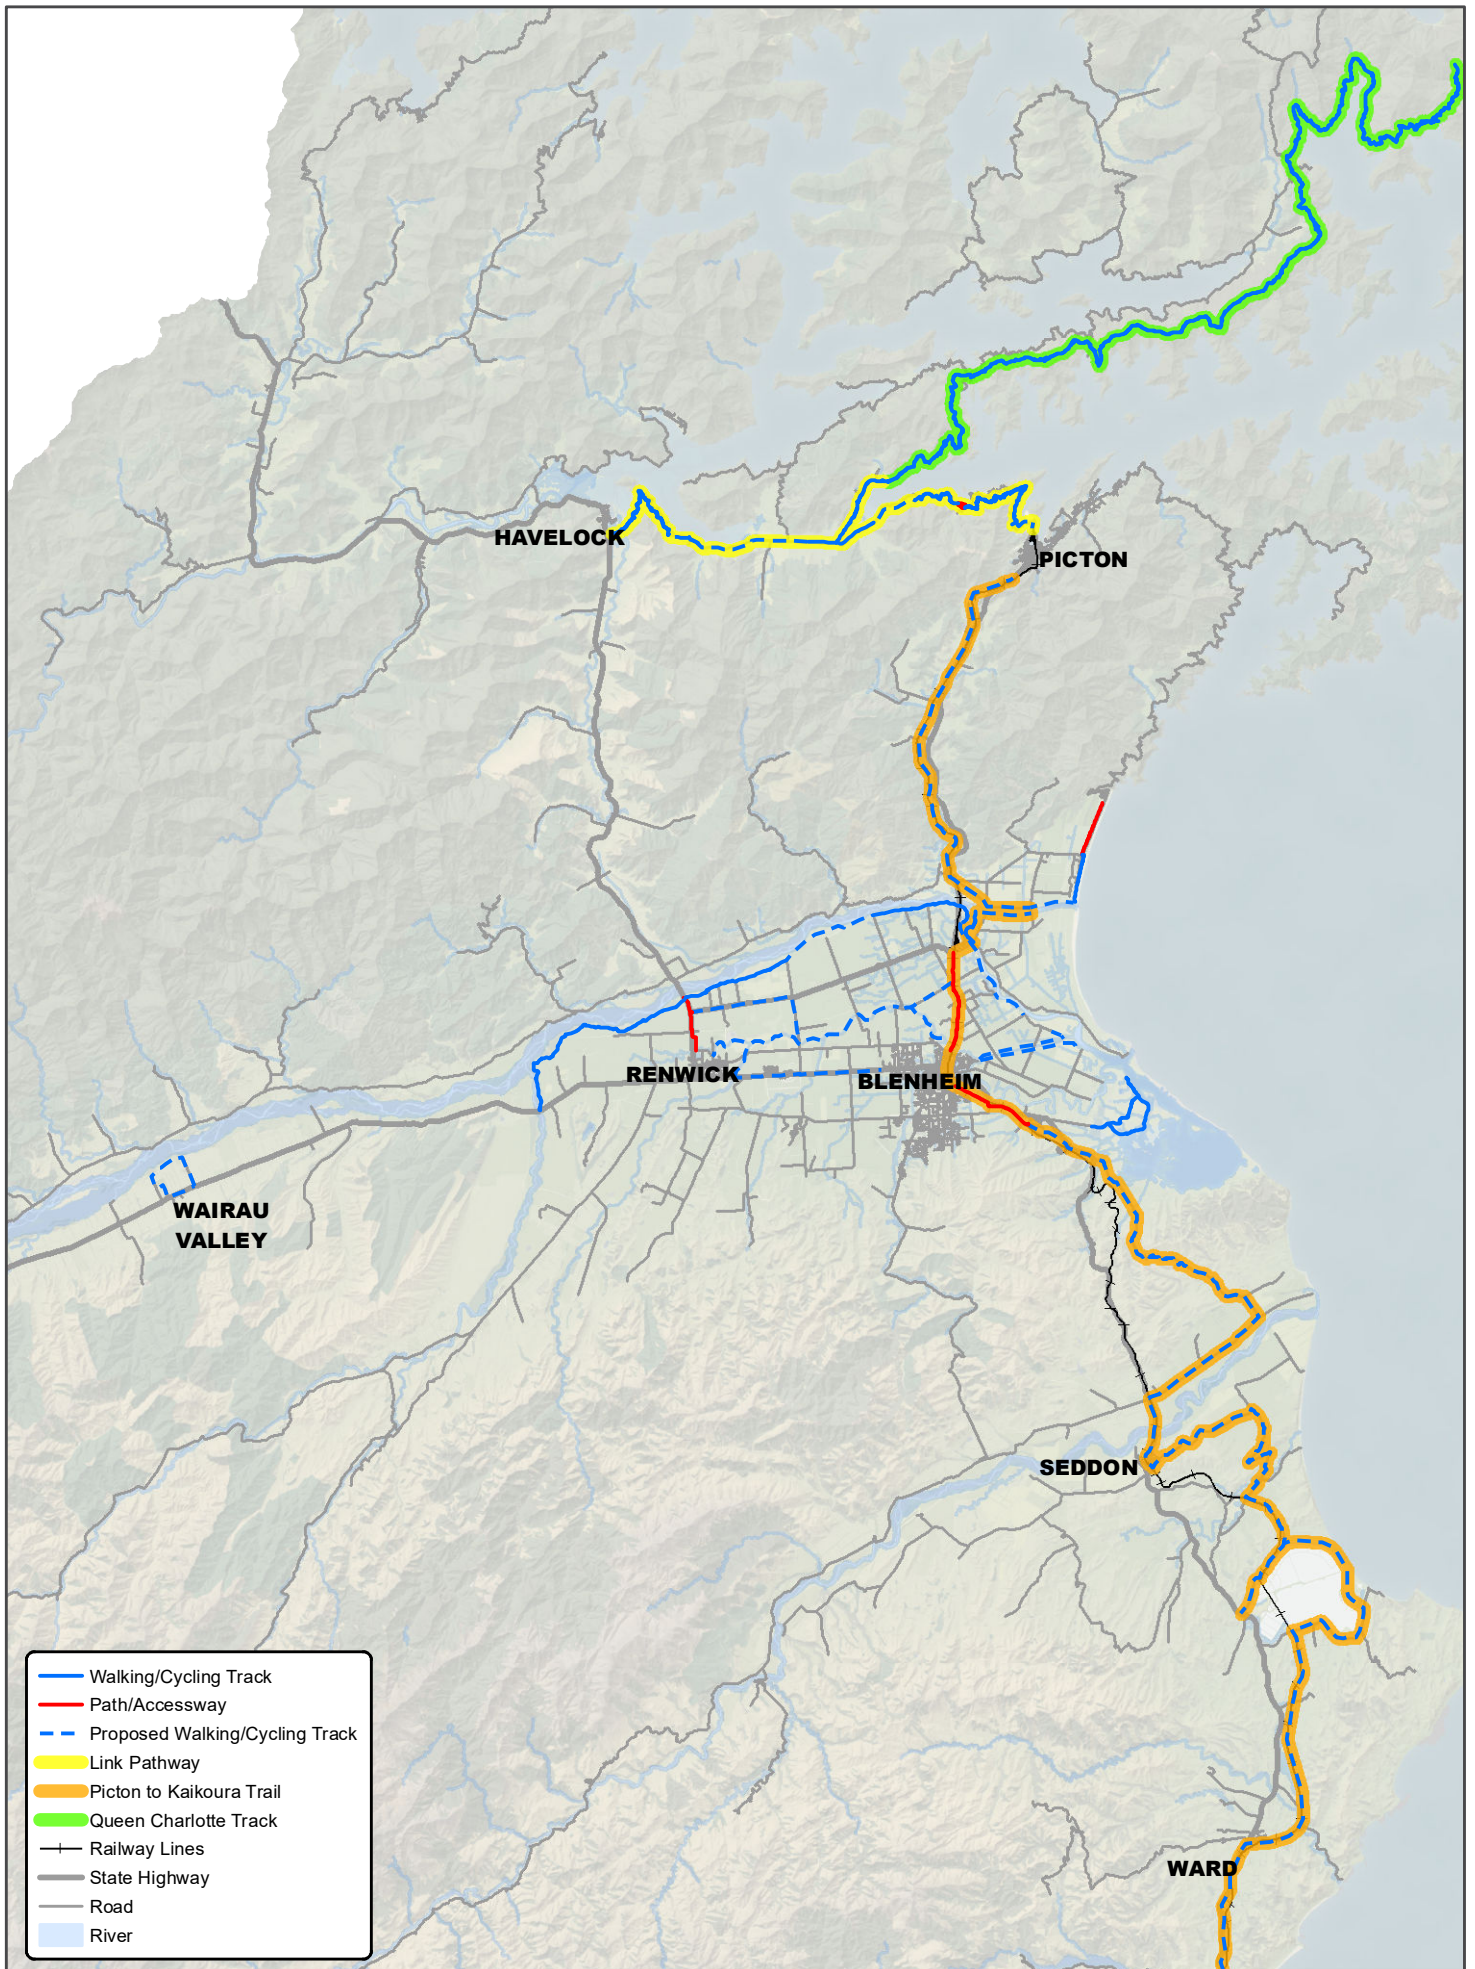 HAVELOCK
PICTON
RENWICK
BLENHEIM
WAIRAU
VALLEY
SEDDON
WARD
Walking/Cycling Track
Path/Accessway
Proposed Walking/Cycling Track
Link Pathway
Picton to Kaikoura Trail
Queen Charlotte Track
Railway Lines
State Highway
Road
River